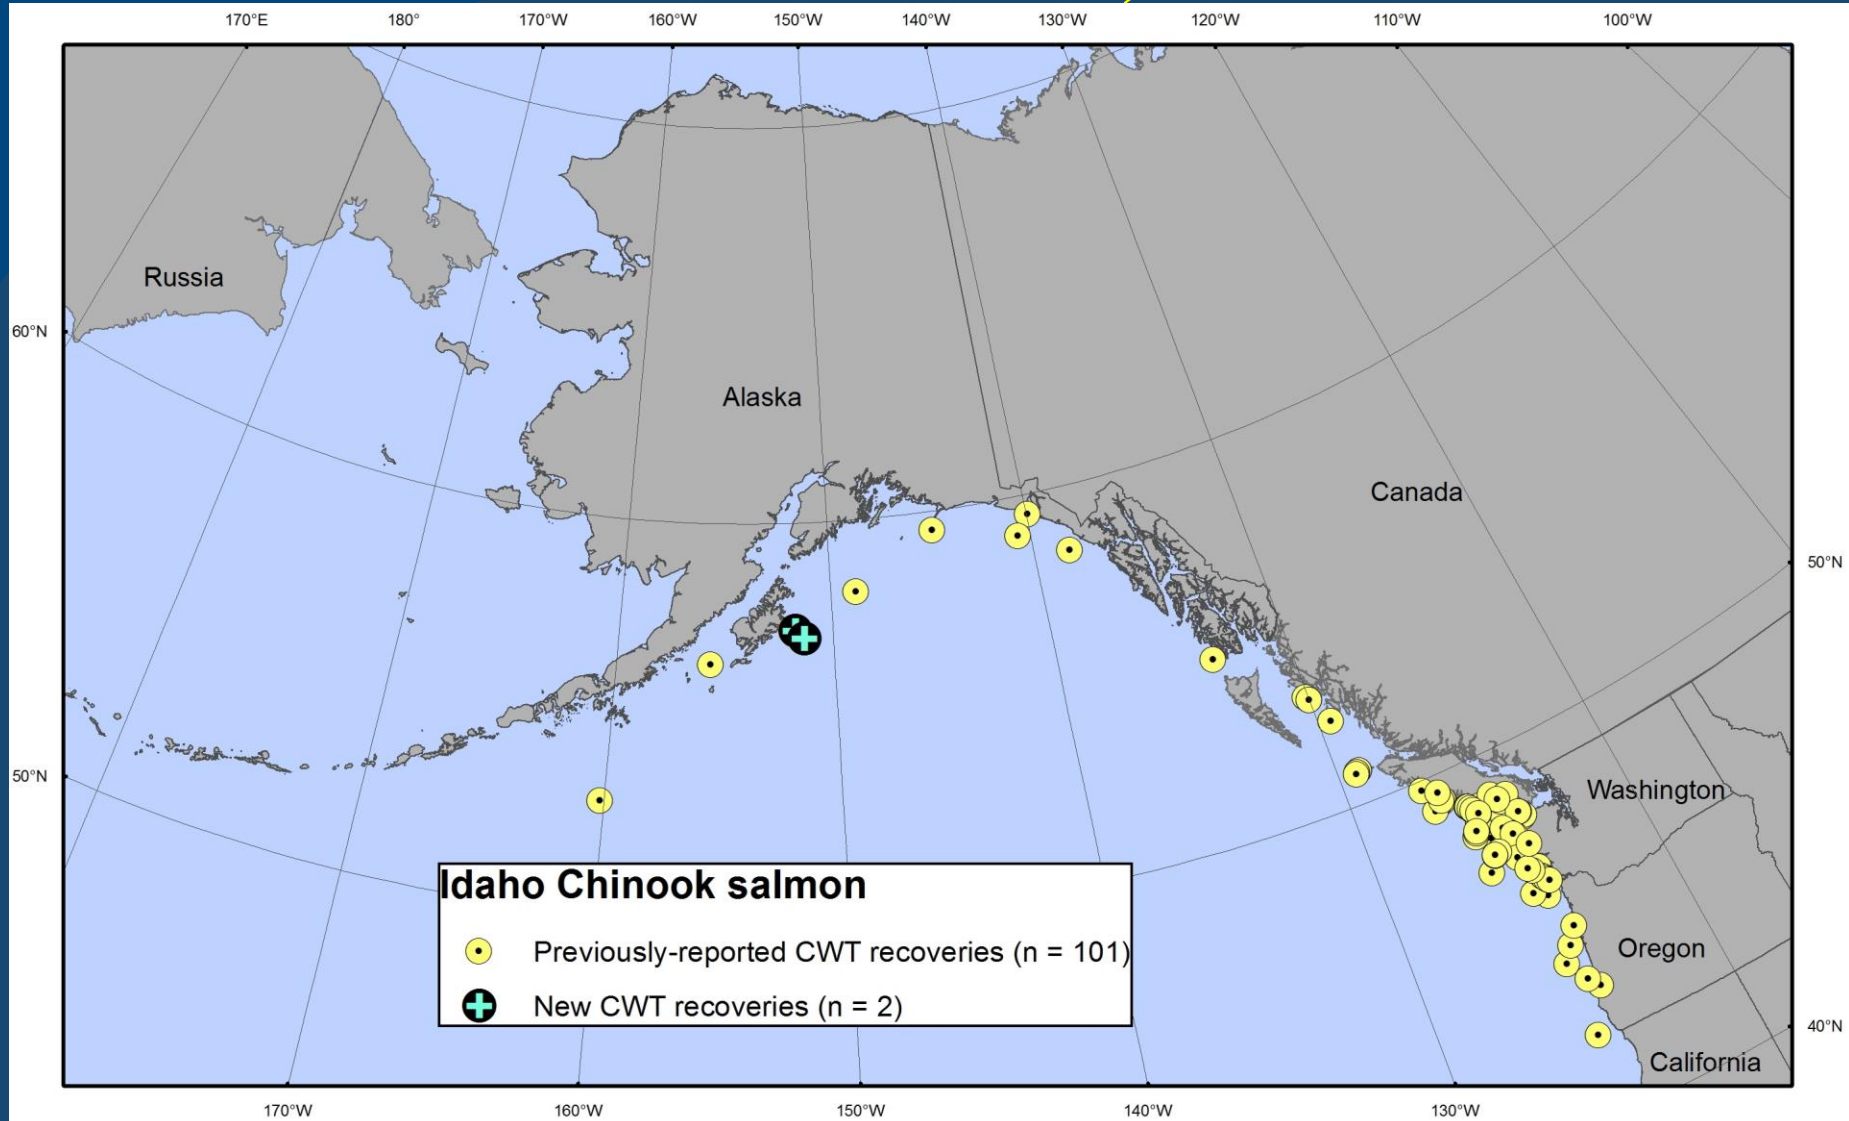 170°E 180° 170°W 160°W 150°W 140°W 130°W 120°W 110°W 100°W
Russia
60°N
Alaska
Canada
50°N
50°N
Washington
Idaho Chinook salmon
Previously-reported CWT recoveries (n = 101)
New CWT recoveries (n = 2)
Oregon
40°N
California
170°W 160°W 150°W 140°W 130°W